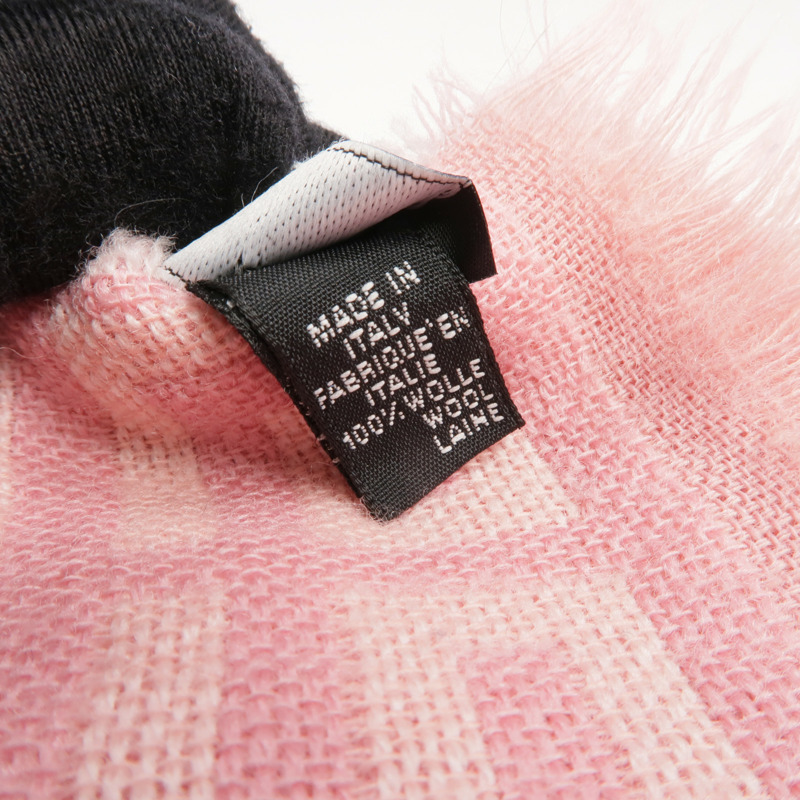 MADE IN
ITALY
FABRIQUE'EN
ITALIE
100% WOLLE
WOOL
LAINE